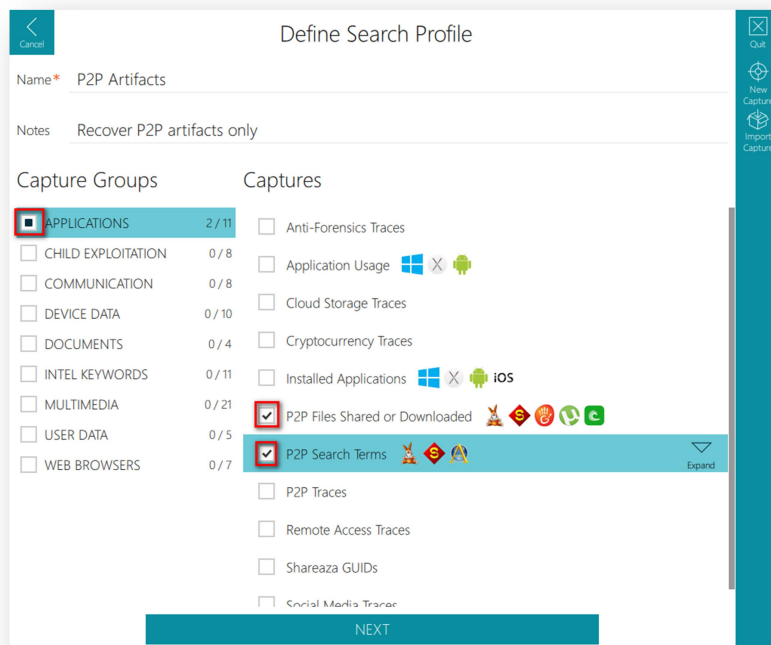 Define Search Profile
Cancel
Quit
Name* P2P Artifacts
New
Capture
Notes Recover P2P artifacts only
Import
Capture
Capture Groups
APPLICATIONS 2 / 11
CHILD EXPLOITATION 0 / 8
COMMUNICATION 0 / 8
DEVICE DATA 0 / 10
DOCUMENTS 0 / 4
INTEL KEYWORDS 0 / 11
MULTIMEDIA 0 / 21
USER DATA 0 / 5
WEB BROWSERS 0 / 7
Captures
Anti-Forensics Traces
Application Usage X
Cloud Storage Traces
Cryptocurrency Traces
Installed Applications X iOS
P2P Files Shared or Downloaded
P2P Search Terms
Expand
P2P Traces
Remote Access Traces
Shareaza GUIDs
Social Media Traces
NEXT